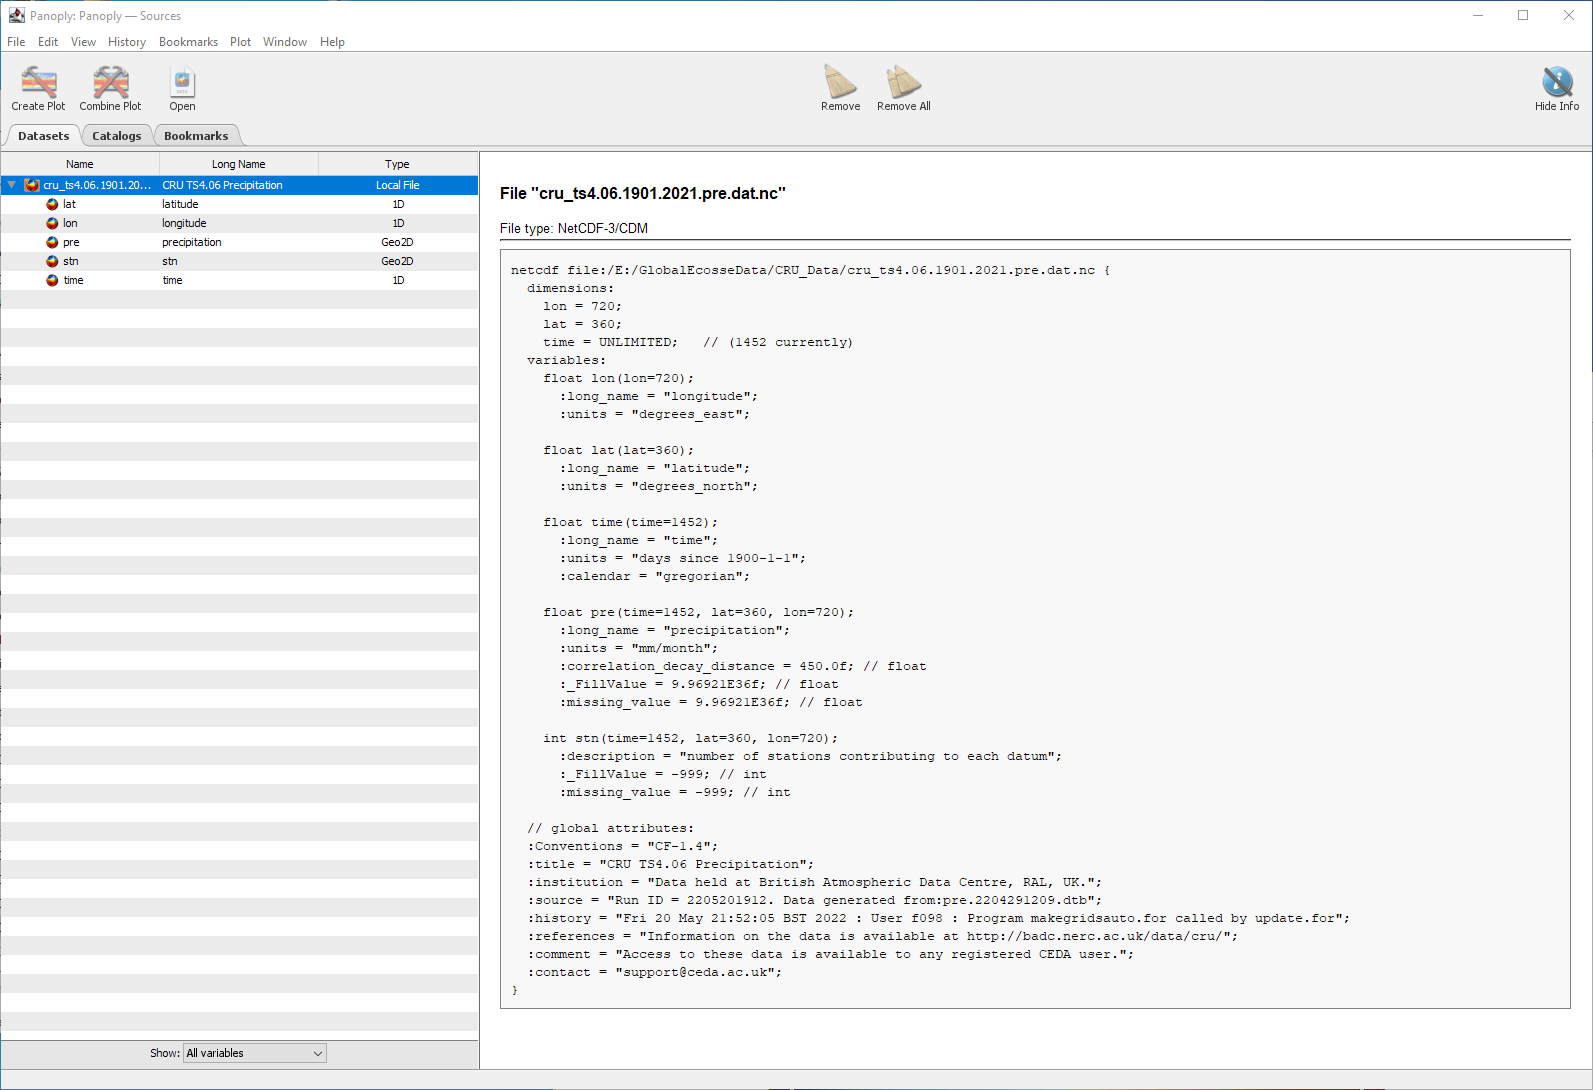 Panoply: Panoply — Sources
File Edit View History Bookmarks Plot Window Help
Create Plot Combine Plot Open Remove Remove All Hide Info
Datasets Catalogs Bookmarks
Name Long Name Type
cru_ts4.06.1901.20... CRU TS4.06 Precipitation Local File
lat latitude 1D
lon longitude 1D
pre precipitation Geo2D
stn stn Geo2D
time time 1D
Show: All variables
File "cru_ts4.06.1901.2021.pre.dat.nc"
File type: NetCDF-3/CDM
netcdf file:/E:/GlobalEcosseData/CRU_Data/cru_ts4.06.1901.2021.pre.dat.nc {
dimensions:
lon = 720;
lat = 360;
time = UNLIMITED; // (1452 currently)
variables:
float lon(lon=720);
:long_name = "longitude";
:units = "degrees_east";
float lat(lat=360);
:long_name = "latitude";
:units = "degrees_north";
float time(time=1452);
:long_name = "time";
:units = "days since 1900-1-1";
:calendar = "gregorian";
float pre(time=1452, lat=360, lon=720);
:long_name = "precipitation";
:units = "mm/month";
:correlation_decay_distance = 450.0f; // float
:_FillValue = 9.96921E36f; // float
:missing_value = 9.96921E36f; // float
int stn(time=1452, lat=360, lon=720);
:description = "number of stations contributing to each datum";
:_FillValue = -999; // int
:missing_value = -999; // int
// global attributes:
:Conventions = "CF-1.4";
:title = "CRU TS4.06 Precipitation";
:institution = "Data held at British Atmospheric Data Centre, RAL, UK.";
:source = "Run ID = 2205201912. Data generated from:pre.2204291209.dtb";
:history = "Fri 20 May 21:52:05 BST 2022 : User f098 : Program makegridsauto.for called by update.for";
:references = "Information on the data is available at http://badc.nerc.ac.uk/data/cru/";
:comment = "Access to these data is available to any registered CEDA user.";
:contact = "support@ceda.ac.uk";
}